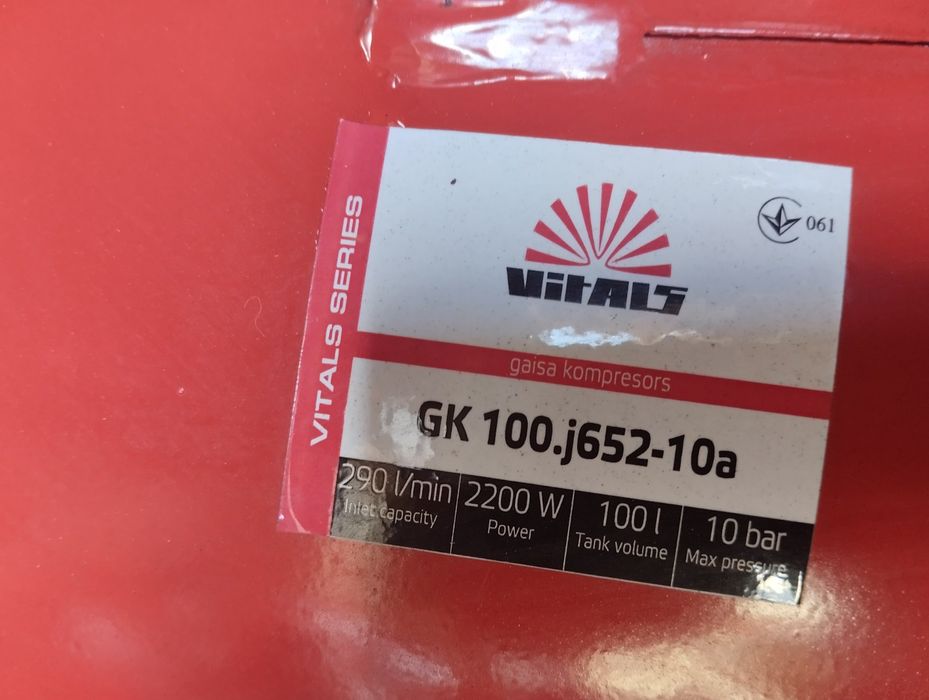 VITALS SERIES
VitALS
061
gaisa kompresors
GK 100.j652-10a
290 l/min
Inlet capacity
2200 W
Power
100 l
Tank volume
10 bar
Max pressure